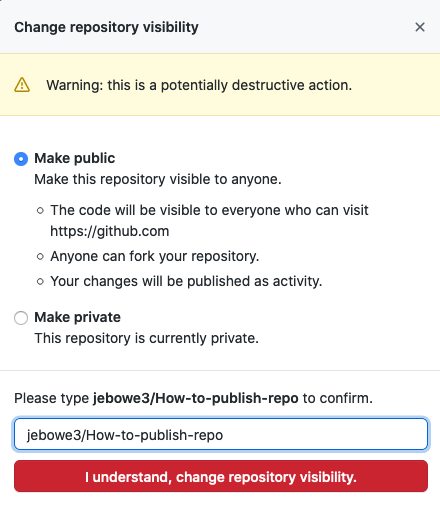 Change repository visibility
Warning: this is a potentially destructive action.
Make public
Make this repository visible to anyone.
The code will be visible to everyone who can visit
https://github.com
Anyone can fork your repository.
Your changes will be published as activity.
Make private
This repository is currently private.
Please type jebowe3/How-to-publish-repo to confirm.
jebowe3/How-to-publish-repo
I understand, change repository visibility.